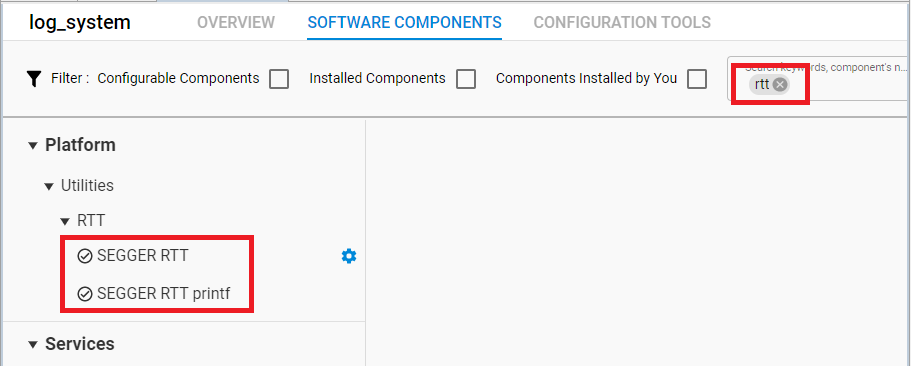 log_system OVERVIEW SOFTWARE COMPONENTS CONFIGURATION TOOLS
Filter : Configurable Components Installed Components Components Installed by You
Search keywords, component's n...
rtt
Platform
Utilities
RTT
SEGGER RTT
SEGGER RTT printf
Services